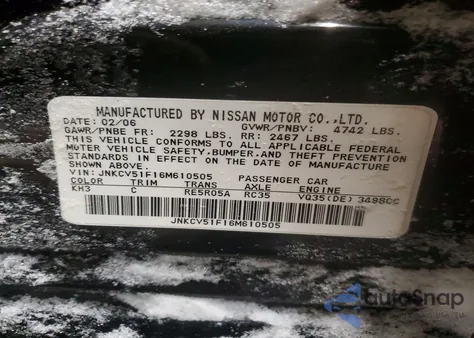 MANUFACTURED BY NISSAN MOTOR CO.,LTD.
DATE: 02/06 GVWR/PNBV: 4742 LBS.
GAWR/PNBE FR: 2298 LBS. RR: 2467 LBS.
THIS VEHICLE CONFORMS TO ALL APPLICABLE FEDERAL
MOTOR VEHICLE SAFETY,BUMPER,AND THEFT PREVENTION
STANDARDS IN EFFECT ON THE DATE OF MANUFACTURE
SHOWN ABOVE.
VIN: JNKCV51F16M610505 PASSENGER CAR
COLOR TRIM TRANS AXLE ENGINE
KH3 C RE5R05A RC35 VQ35(DE) 3498CC
JNKCV51F16M610505
autoSnap